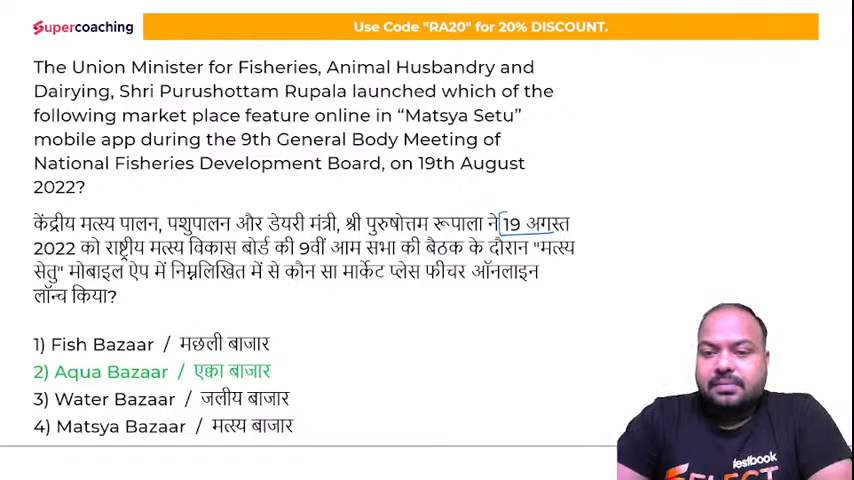 Supercoaching
Use Code "RA20" for 20% DISCOUNT.
The Union Minister for Fisheries, Animal Husbandry and
Dairying, Shri Purushottam Rupala launched which of the
following market place feature online in “Matsya Setu”
mobile app during the 9th General Body Meeting of
National Fisheries Development Board, on 19th August
2022?
केंद्रीय मत्स्य पालन, पशुपालन और डेयरी मंत्री, श्री पुरुषोत्तम रूपाला ने 19 अगस्त
2022 को राष्ट्रीय मत्स्य विकास बोर्ड की 9वीं आम सभा की बैठक के दौरान "मत्स्य
सेतु" मोबाइल ऐप में निम्नलिखित में से कौन सा मार्केट प्लेस फीचर ऑनलाइन
लॉन्च किया?
1) Fish Bazaar / मछली बाजार
2) Aqua Bazaar / एक्वा बाजार
3) Water Bazaar / जलीय बाजार
4) Matsya Bazaar / मत्स्य बाजार
testbook
SELECT